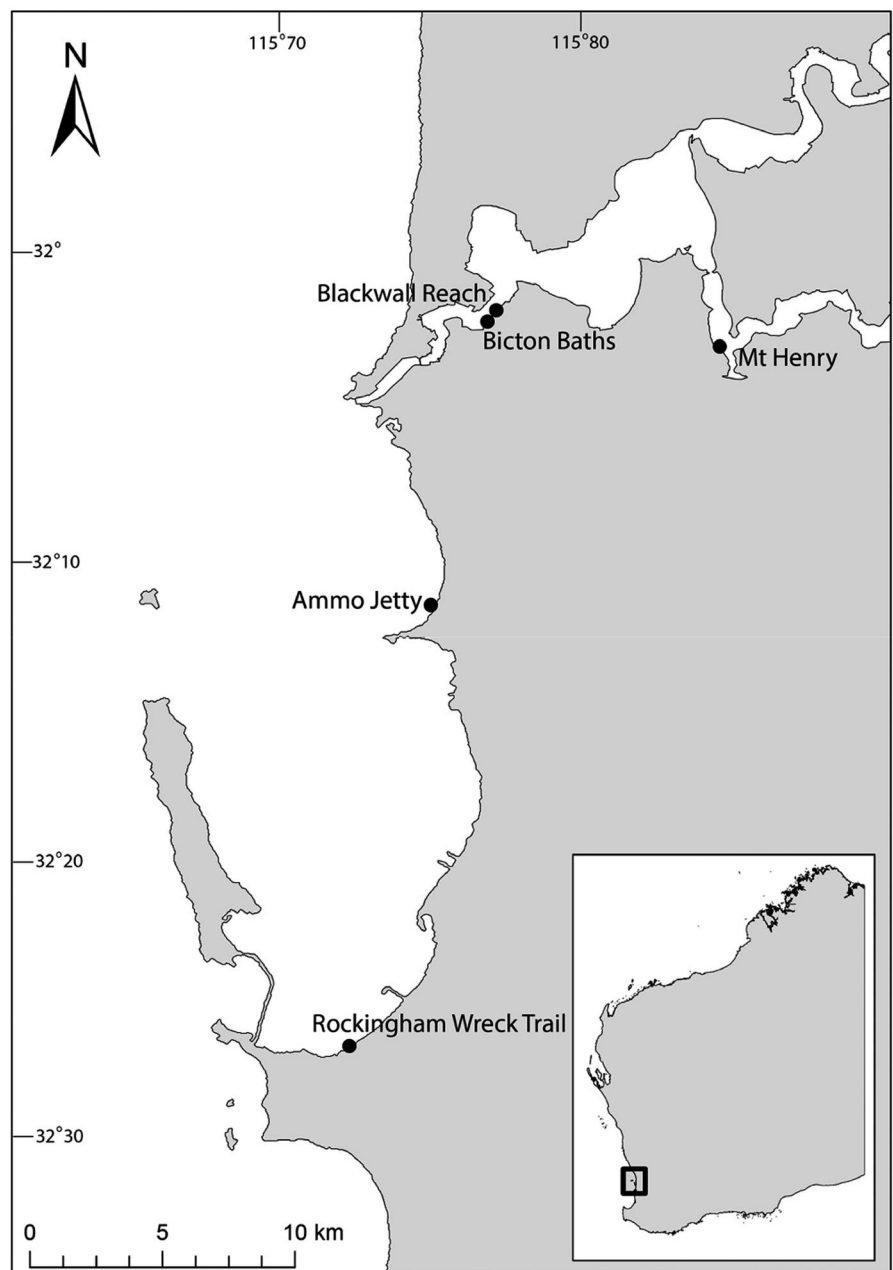 115°70
115°80
N
32°
Blackwall Reach
Bicton Baths
Mt Henry
32°10
Ammo Jetty
32°20
Rockingham Wreck Trail
32°30
0 5 10 km